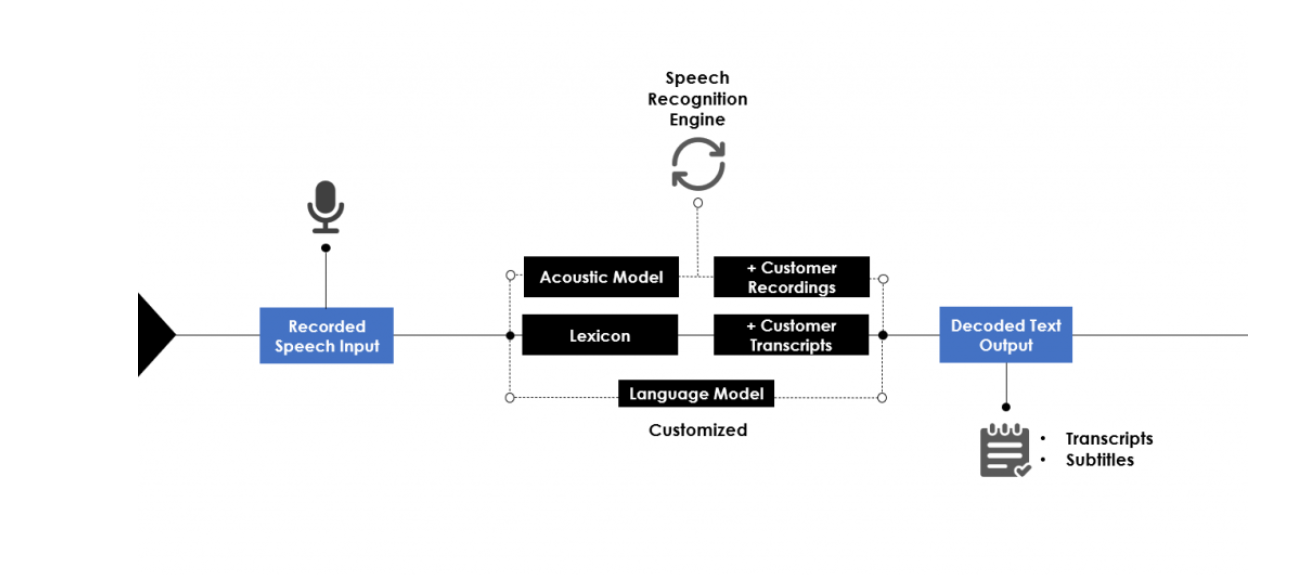 Speech
Recognition
Engine
Acoustic Model
+ Customer
Recordings
Recorded
Speech Input
Lexicon
+ Customer
Transcripts
Decoded Text
Output
Language Model
Customized
• Transcripts
• Subtitles